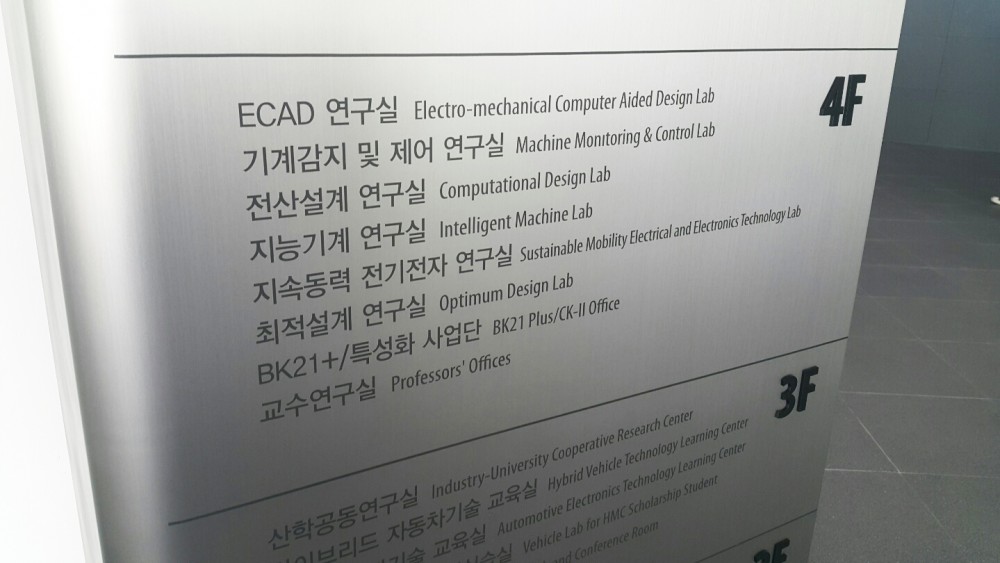 4F
ECAD 연구실 Electro-mechanical Computer Aided Design Lab
기계감지 및 제어 연구실 Machine Monitoring & Control Lab
전산설계 연구실 Computational Design Lab
지능기계 연구실 Intelligent Machine Lab
지속동력 전기전자 연구실 Sustainable Mobility Electrical and Electronics Technology Lab
최적설계 연구실 Optimum Design Lab
BK21+/특성화 사업단 BK21 Plus/CK-II Office
교수연구실 Professors' Offices
3F
산학공동연구실 Industry-University Cooperative Research Center
자동차기술 교육실 Hybrid Vehicle Technology Learning Center
교육실 Automotive Electronics Technology Learning Center
Vehicle Lab for HMC Scholarship Student
and Conference Room